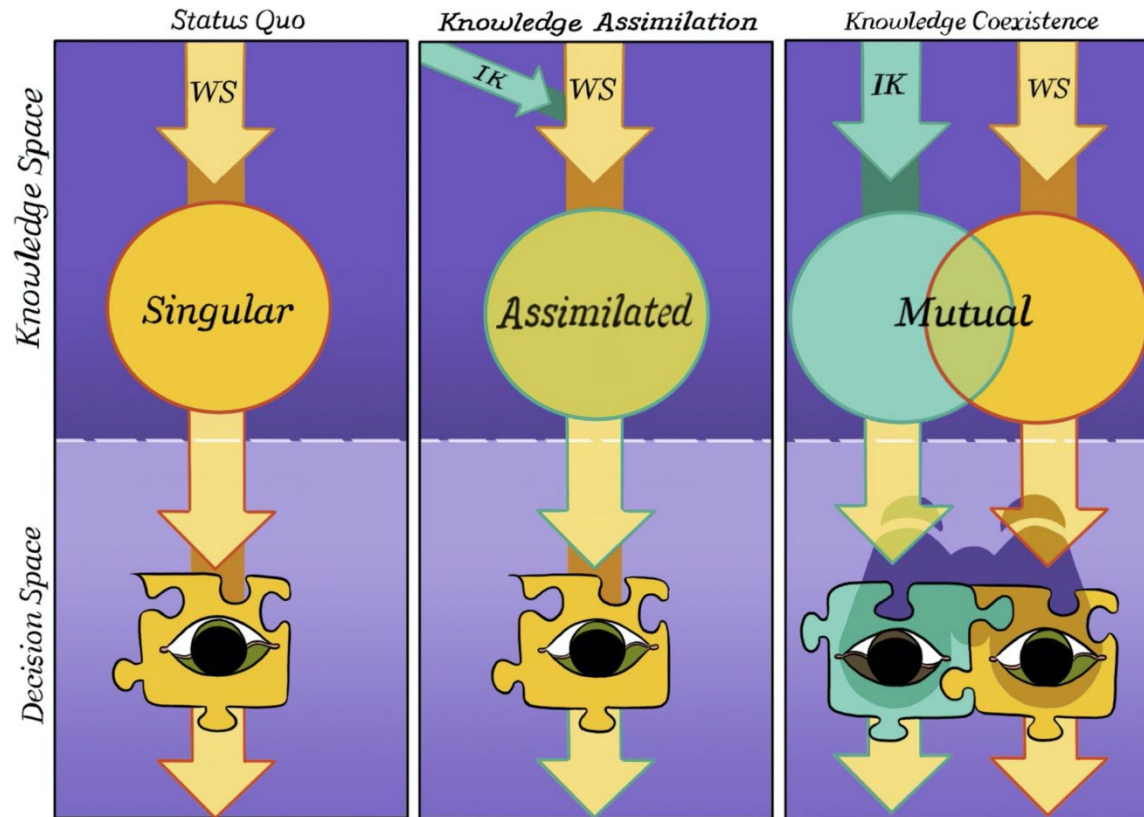 Status Quo
Knowledge Assimilation
Knowledge Coexistence
Knowledge Space
WS
IK
WS
IK
WS
Singular
Assimilated
Mutual
Decision Space